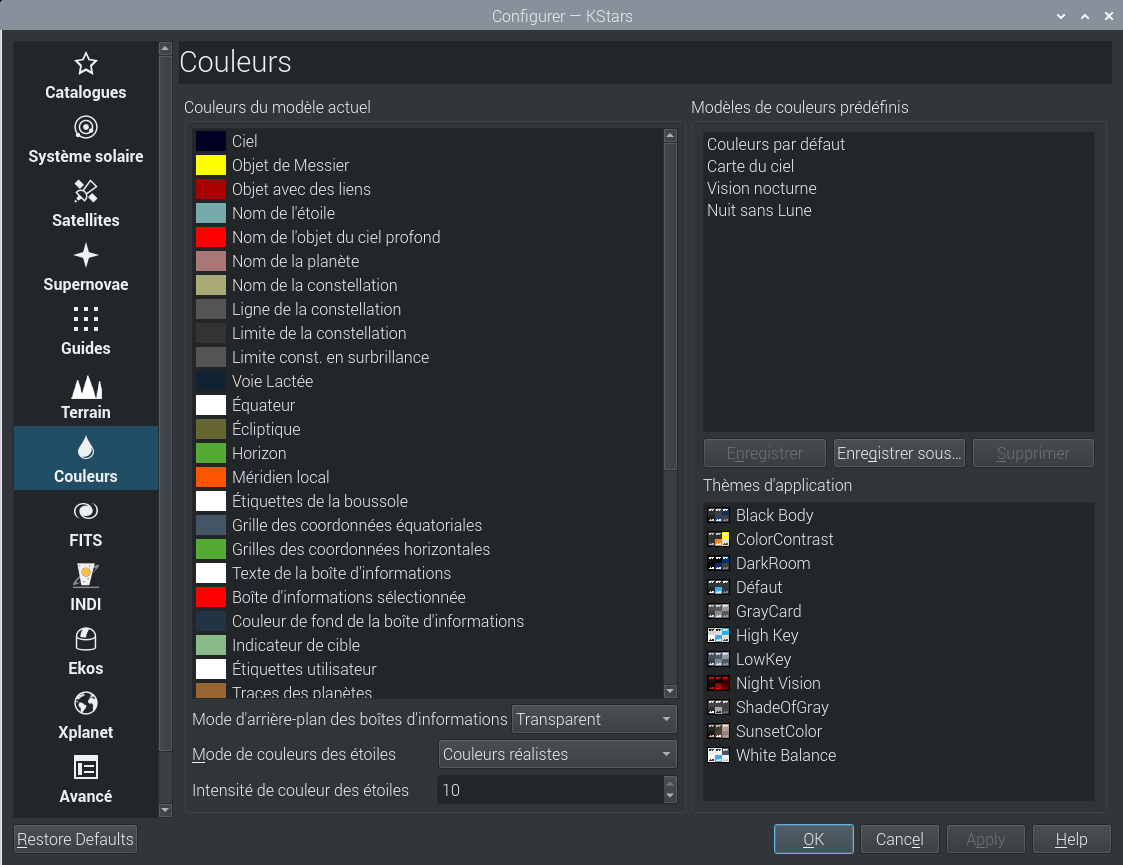 Configurer — KStars
Catalogues
Système solaire
Satellites
Supernovae
Guides
Terrain
Couleurs
FITS
INDI
Ekos
Xplanet
Avancé
Couleurs
Couleurs du modèle actuel
Ciel
Objet de Messier
Objet avec des liens
Nom de l'étoile
Nom de l'objet du ciel profond
Nom de la planète
Nom de la constellation
Ligne de la constellation
Limite de la constellation
Limite const. en surbrillance
Voie Lactée
Équateur
Écliptique
Horizon
Méridien local
Étiquettes de la boussole
Grille des coordonnées équatoriales
Grilles des coordonnées horizontales
Texte de la boîte d'informations
Boîte d'informations sélectionnée
Couleur de fond de la boîte d'informations
Indicateur de cible
Étiquettes utilisateur
Traces des planètes
Mode d'arrière-plan des boîtes d'informations Transparent
Mode de couleurs des étoiles Couleurs réalistes
Intensité de couleur des étoiles 10
Modèles de couleurs prédéfinis
Couleurs par défaut
Carte du ciel
Vision nocturne
Nuit sans Lune
Enregistrer Enregistrer sous... Supprimer
Thèmes d'application
Black Body
ColorContrast
DarkRoom
Défaut
GrayCard
High Key
LowKey
Night Vision
ShadeOfGray
SunsetColor
White Balance
Restore Defaults OK Cancel Apply Help